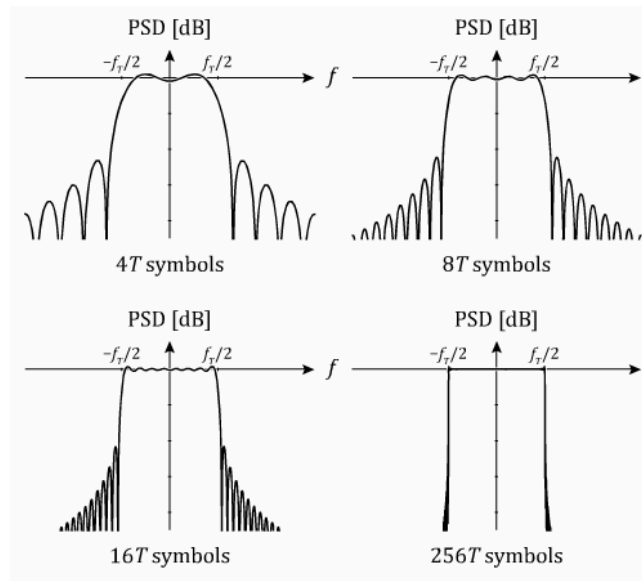 PSD [dB]
PSD [dB]
−f_T/2
f_T/2
f
−f_T/2
f_T/2
4T symbols
8T symbols
PSD [dB]
PSD [dB]
−f_T/2
f_T/2
f
−f_T/2
f_T/2
16T symbols
256T symbols